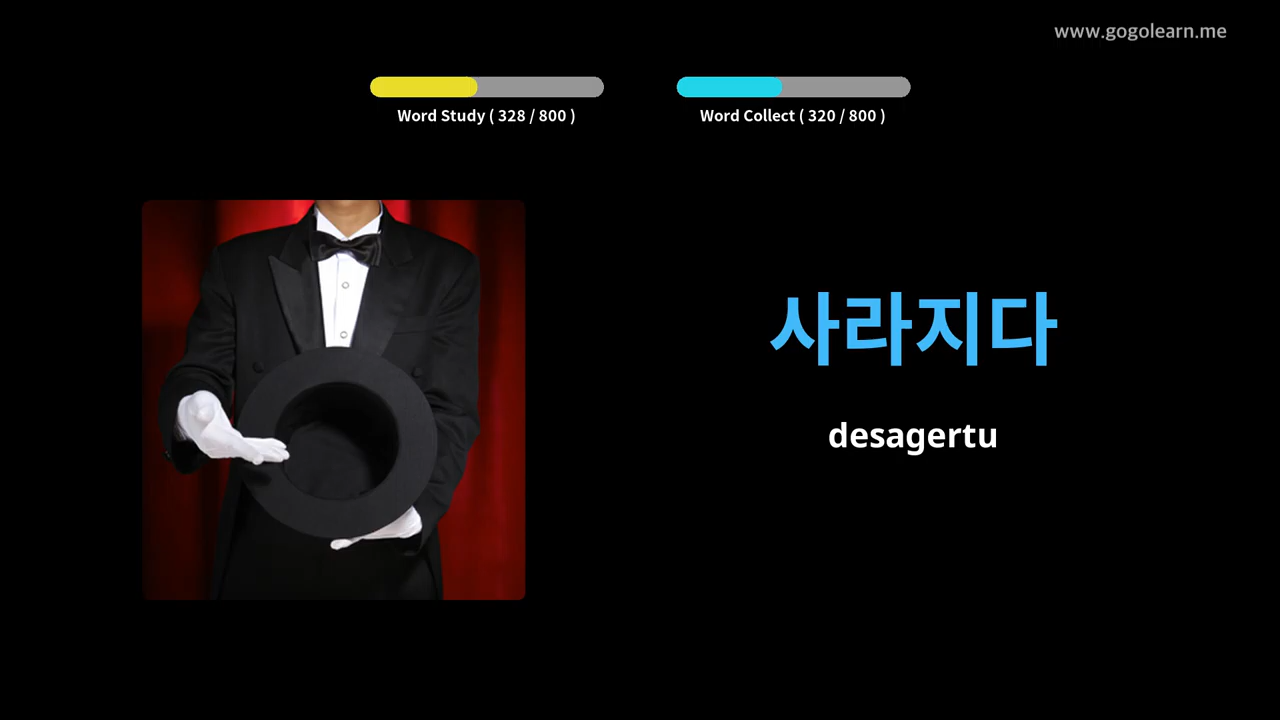 www.gogolearn.me
Word Study ( 328 / 800 )
Word Collect ( 320 / 800 )
사라지다
desagertu